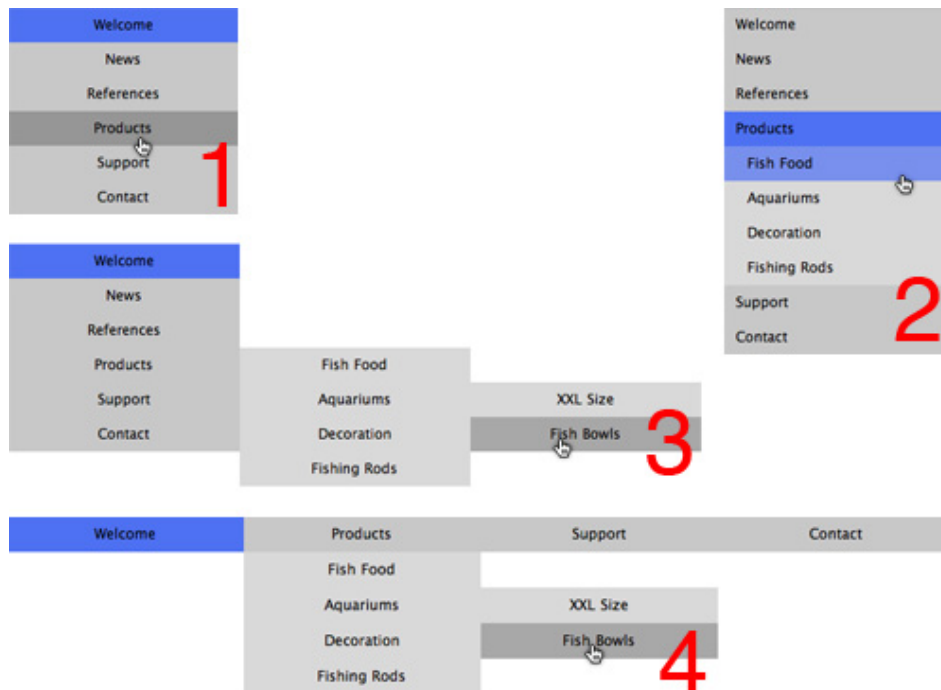 Welcome
News
References
Products
Support
Contact
1
Welcome
News
References
Products
Fish Food
Aquariums
Decoration
Fishing Rods
Support
Contact
2
Welcome
News
References
Products
Support
Contact
Fish Food
Aquariums
Decoration
Fishing Rods
XXL Size
Fish Bowls
3
Welcome Products Support Contact
Fish Food
Aquariums
Decoration
Fishing Rods
XXL Size
Fish Bowls
4